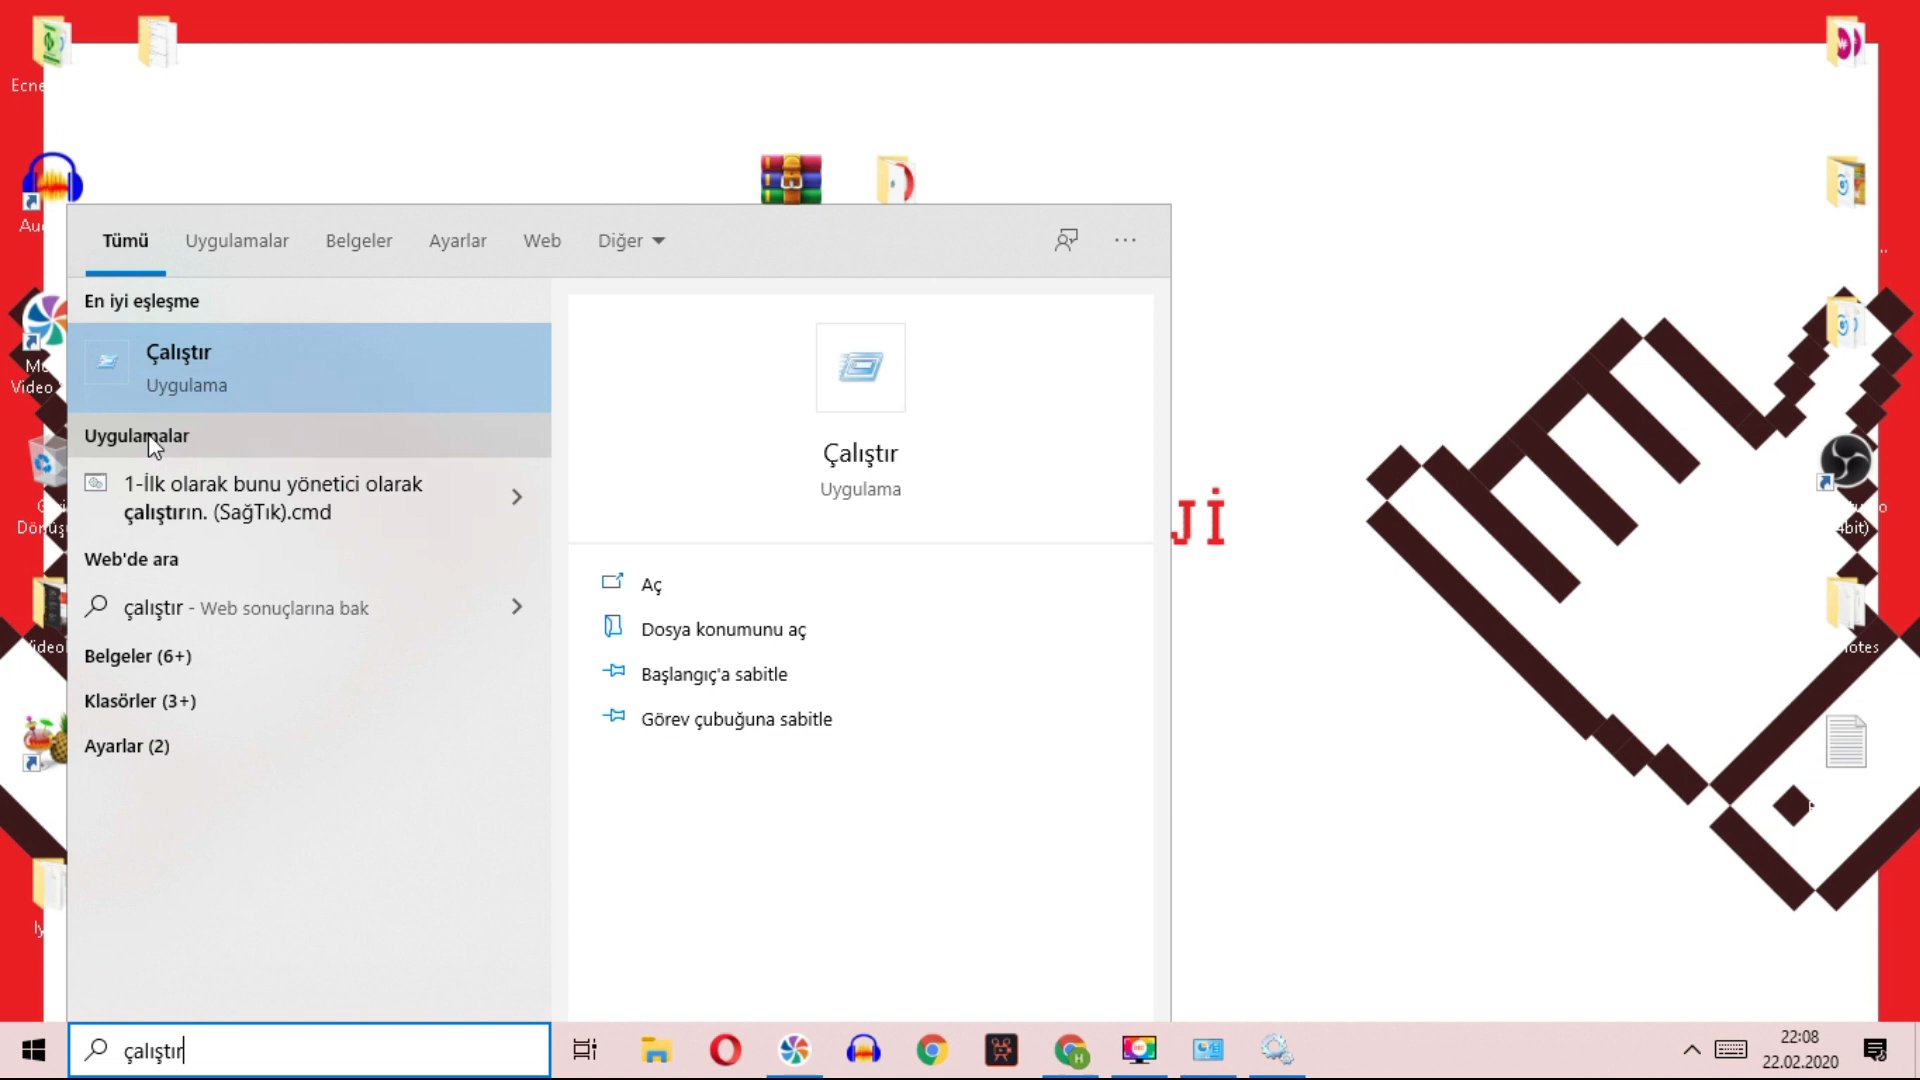 Tümü Uygulamalar Belgeler Ayarlar Web Diğer
En iyi eşleşme
Çalıştır
Uygulama
Uygulamalar
1-İlk olarak bunu yönetici olarak
çalıştırın. (SağTık).cmd
Web'de ara
çalıştır - Web sonuçlarına bak
Belgeler (6+)
Klasörler (3+)
Ayarlar (2)
Çalıştır
Uygulama
Aç
Dosya konumunu aç
Başlangıç'a sabitle
Görev çubuğuna sabitle
Jİ
Ecne
Video
Dönüş
çalıştır
22:08
22.02.2020